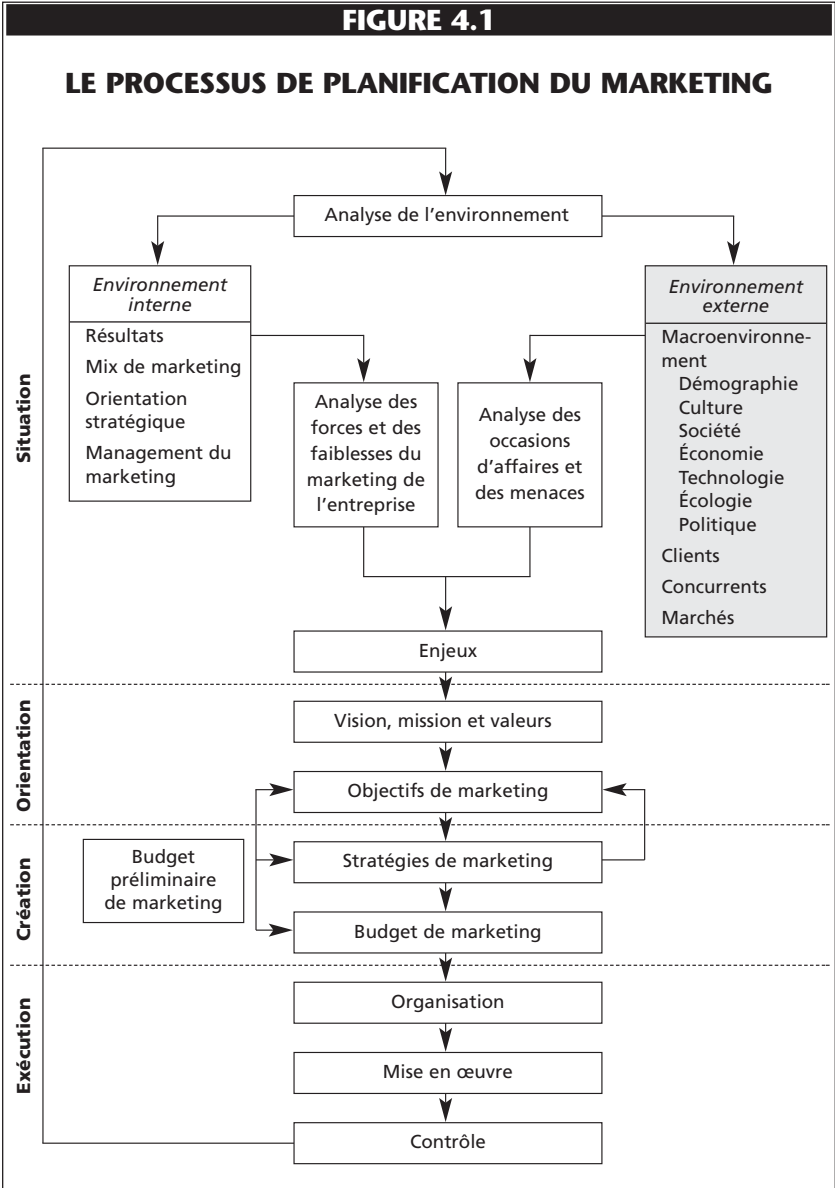 FIGURE 4.1
LE PROCESSUS DE PLANIFICATION DU MARKETING
Situation
Analyse de l’environnement
Environnement
interne
Résultats
Mix de marketing
Orientation
stratégique
Management du
marketing
Analyse des
forces et des
faiblesses du
marketing de
l’entreprise
Analyse des
occasions
d’affaires et
des menaces
Environnement
externe
Macroenvironne-
ment
Démographie
Culture
Société
Économie
Technologie
Écologie
Politique
Clients
Concurrents
Marchés
Enjeux
Orientation
Vision, mission et valeurs
Objectifs de marketing
Création
Budget
préliminaire
de marketing
Stratégies de marketing
Budget de marketing
Exécution
Organisation
Mise en œuvre
Contrôle